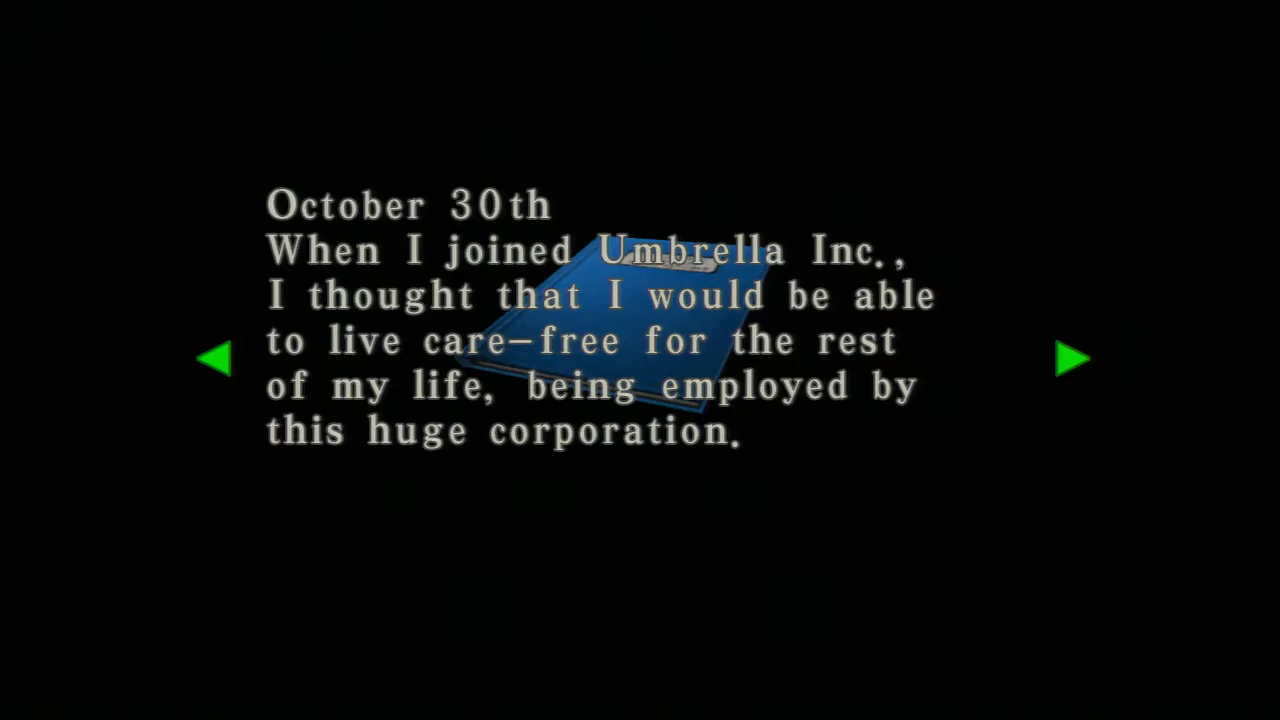 October 30th
When I joined Umbrella Inc.,
I thought that I would be able
to live care-free for the rest
of my life, being employed by
this huge corporation.